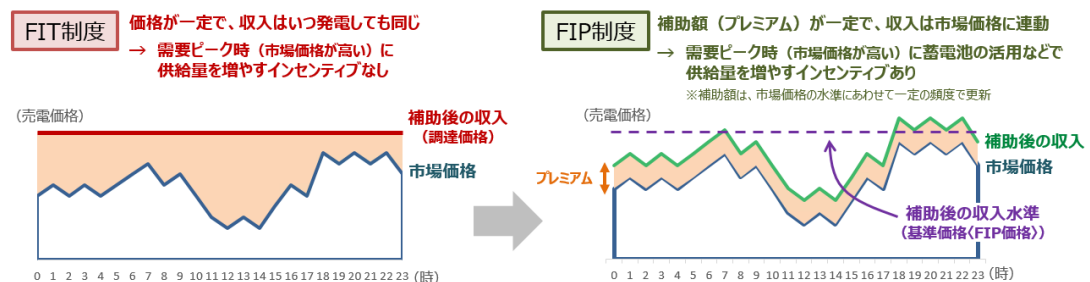 FIT制度
価格が一定で、収入はいつ発電しても同じ
→ 需要ピーク時（市場価格が高い）に
供給量を増やすインセンティブなし
（売電価格）
補助後の収入
（調達価格）
市場価格
0 1 2 3 4 5 6 7 8 9 10 11 12 13 14 15 16 17 18 19 20 21 22 23 （時）
FIP制度
補助額（プレミアム）が一定で、収入は市場価格に連動
→ 需要ピーク時（市場価格が高い）に蓄電池の活用などで
供給量を増やすインセンティブあり
※補助額は、市場価格の水準にあわせて一定の頻度で更新
（売電価格）
補助後の収入
市場価格
プレミアム
補助後の収入水準
（基準価格〈FIP価格〉）
0 1 2 3 4 5 6 7 8 9 10 11 12 13 14 15 16 17 18 19 20 21 22 23 （時）